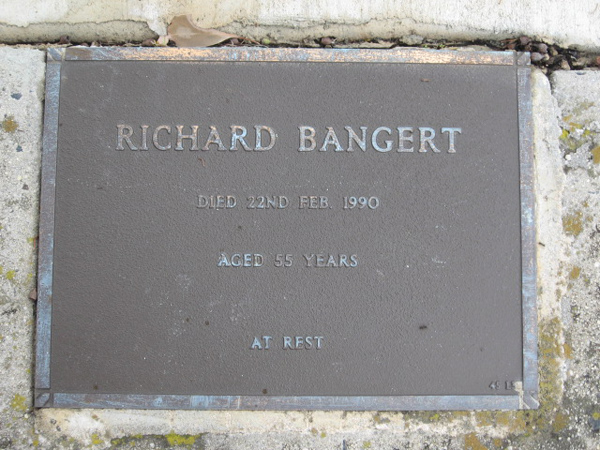 RICHARD BANGERT
DIED 22ND FEB. 1990
AGED 55 YEARS
AT REST